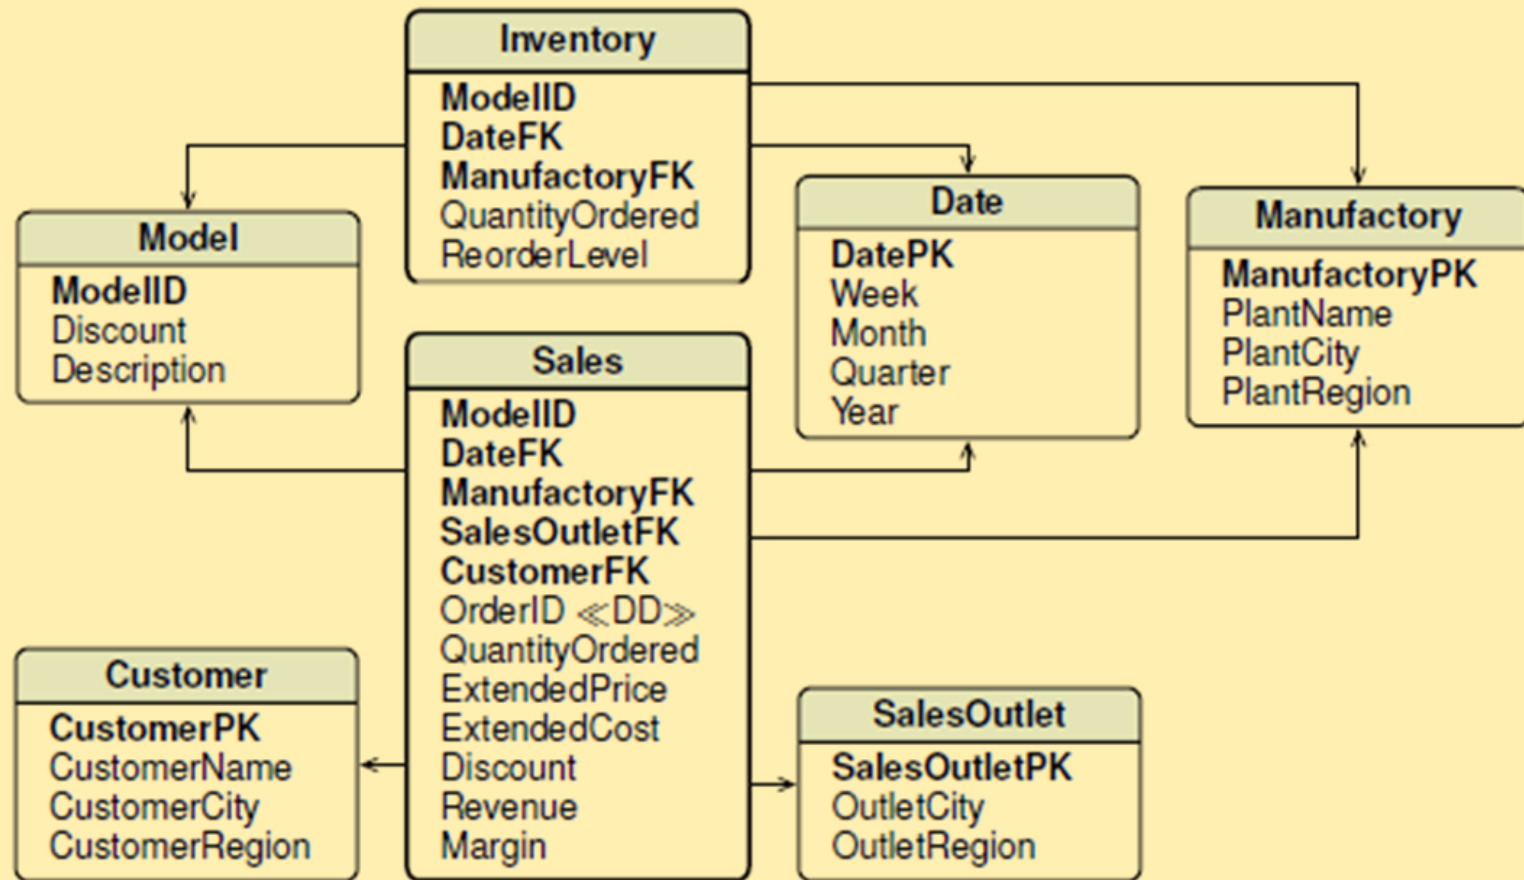 Inventory
ModelID
DateFK
ManufactoryFK
QuantityOrdered
ReorderLevel
Model
ModelID
Discount
Description
Date
DatePK
Week
Month
Quarter
Year
Manufactory
ManufactoryPK
PlantName
PlantCity
PlantRegion
Sales
ModelID
DateFK
ManufactoryFK
SalesOutletFK
CustomerFK
OrderID ≪DD≫
QuantityOrdered
ExtendedPrice
ExtendedCost
Discount
Revenue
Margin
Customer
CustomerPK
CustomerName
CustomerCity
CustomerRegion
SalesOutlet
SalesOutletPK
OutletCity
OutletRegion